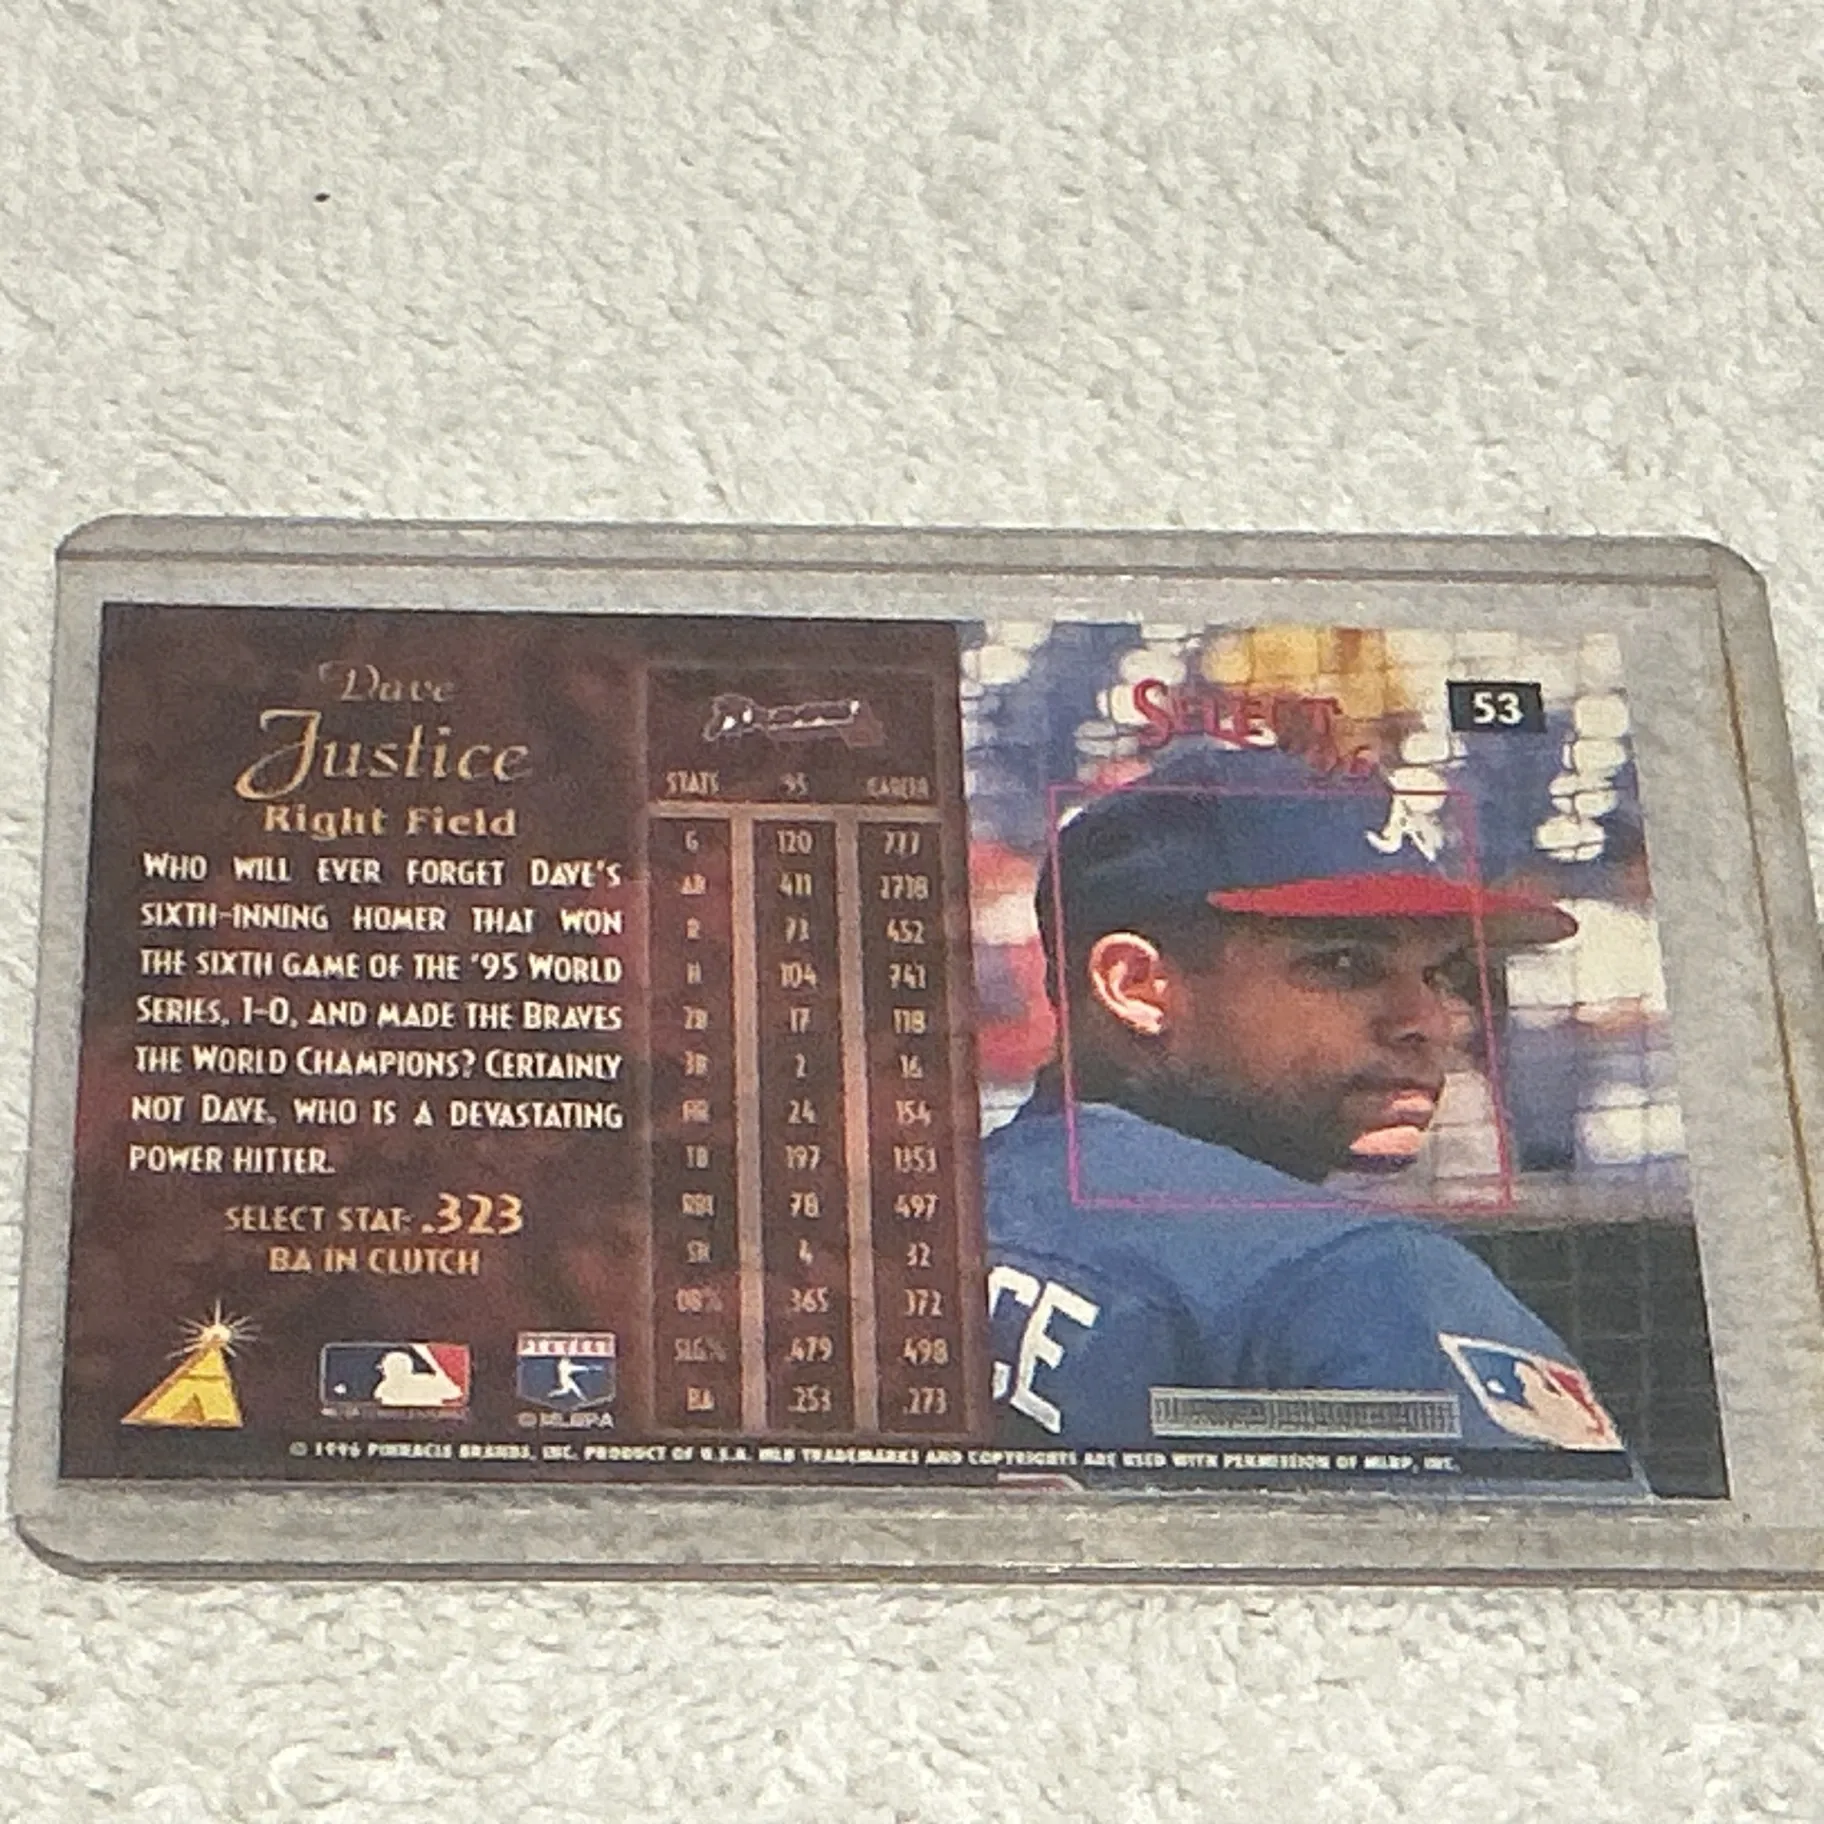 Dave
Justice
Right Field
WHO WILL EVER FORGET DAVE'S
SIXTH-INNING HOMER THAT WON
THE SIXTH GAME OF THE '95 WORLD
SERIES, 1-0, AND MADE THE BRAVES
THE WORLD CHAMPIONS? CERTAINLY
NOT DAVE, WHO IS A DEVASTATING
POWER HITTER.
SELECT STAT: .323
BA IN CLUTCH
© MLBPA
STATS 95 CAREER
G 120 777
AB 411 2718
R 73 452
H 104 741
2B 17 118
3B 2 16
HR 24 154
TB 197 1353
RBI 78 497
SB 4 32
OB% .365 .372
SLG% .479 .498
BA .253 .273
SELECT
96
53
A
CE
© 1996 PINNACLE BRANDS, INC. PRODUCT OF U.S.A. MLB TRADEMARKS AND COPYRIGHTS ARE USED WITH PERMISSION OF MLBP, INC.